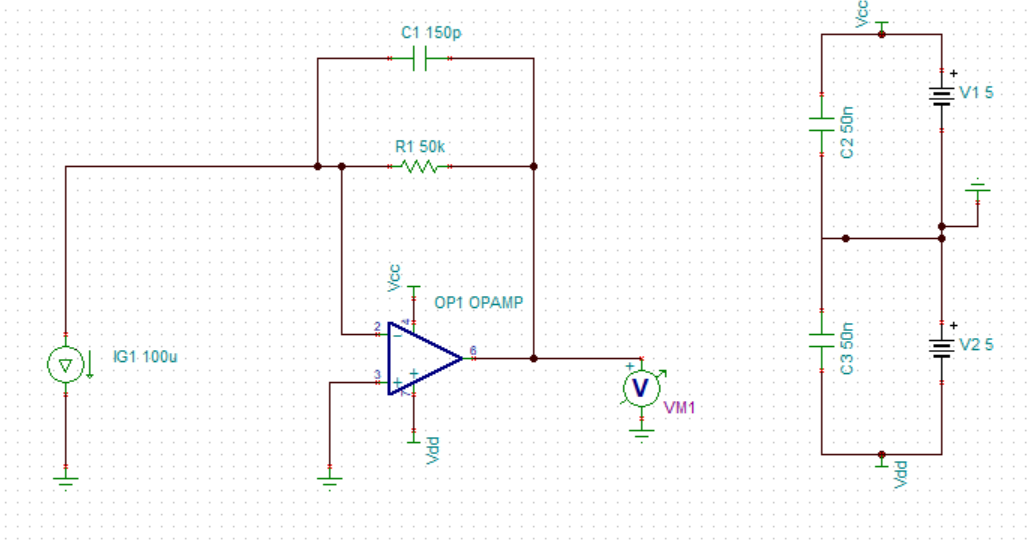 C1 150p
R1 50k
Vcc
OP1 OPAMP
2
4
−
6
3
+
+
7
Vdd
IG1 100u
+
V
VM1
Vcc
+
V1 5
C2 50n
+
V2 5
C3 50n
Vdd